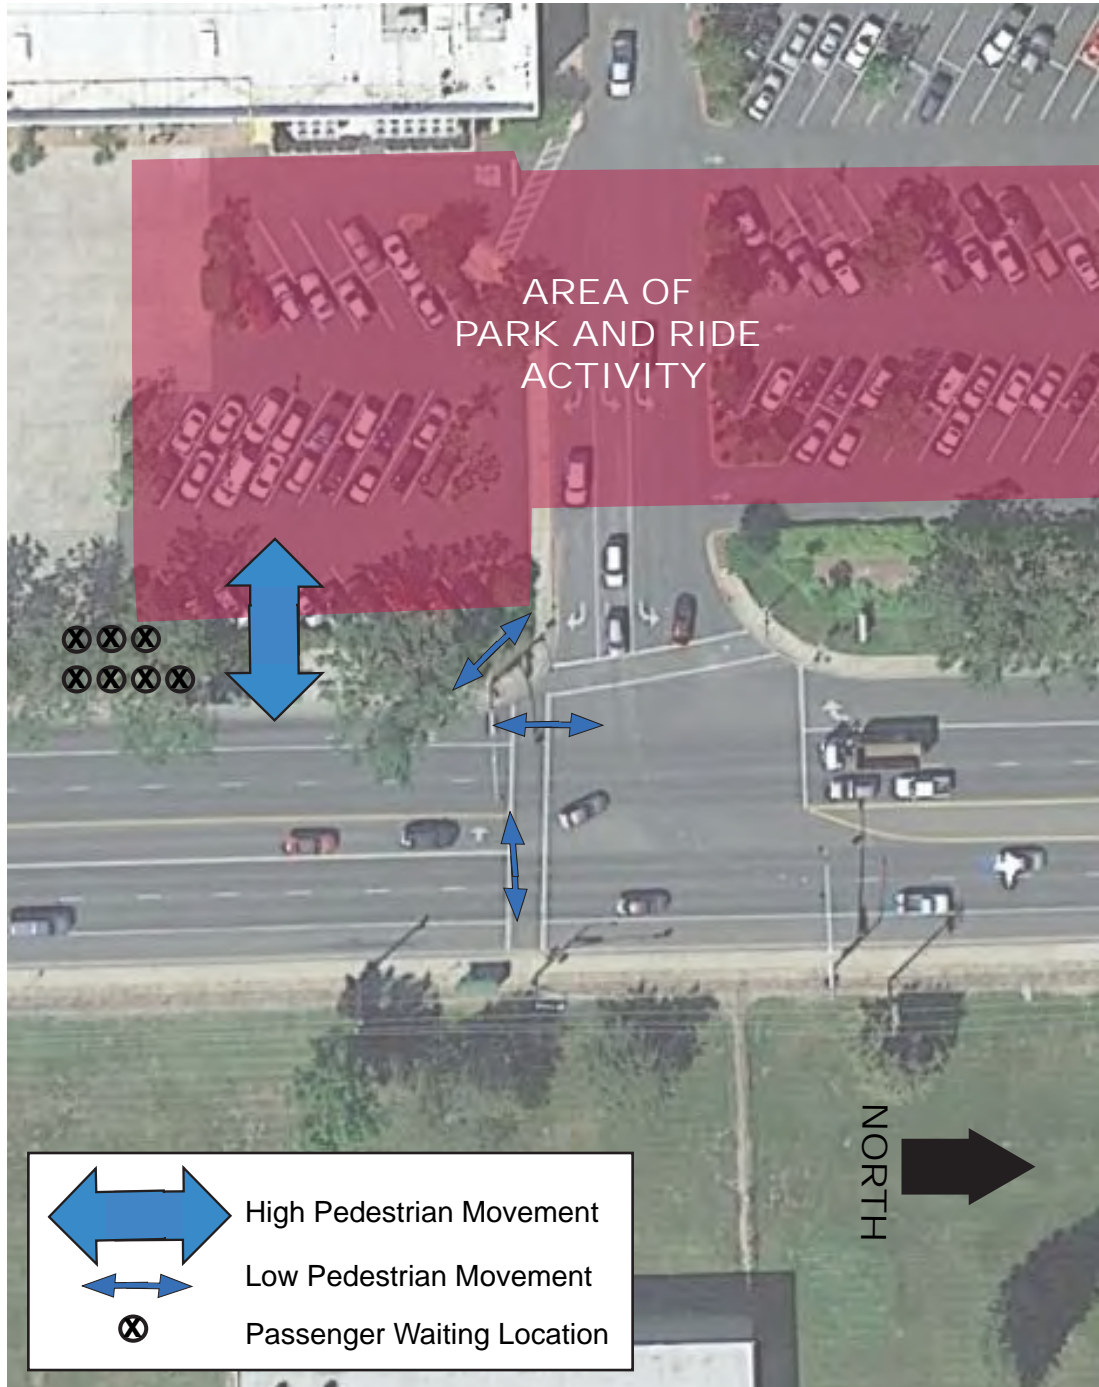 AREA OF
PARK AND RIDE
ACTIVITY
NORTH
High Pedestrian Movement
Low Pedestrian Movement
Passenger Waiting Location